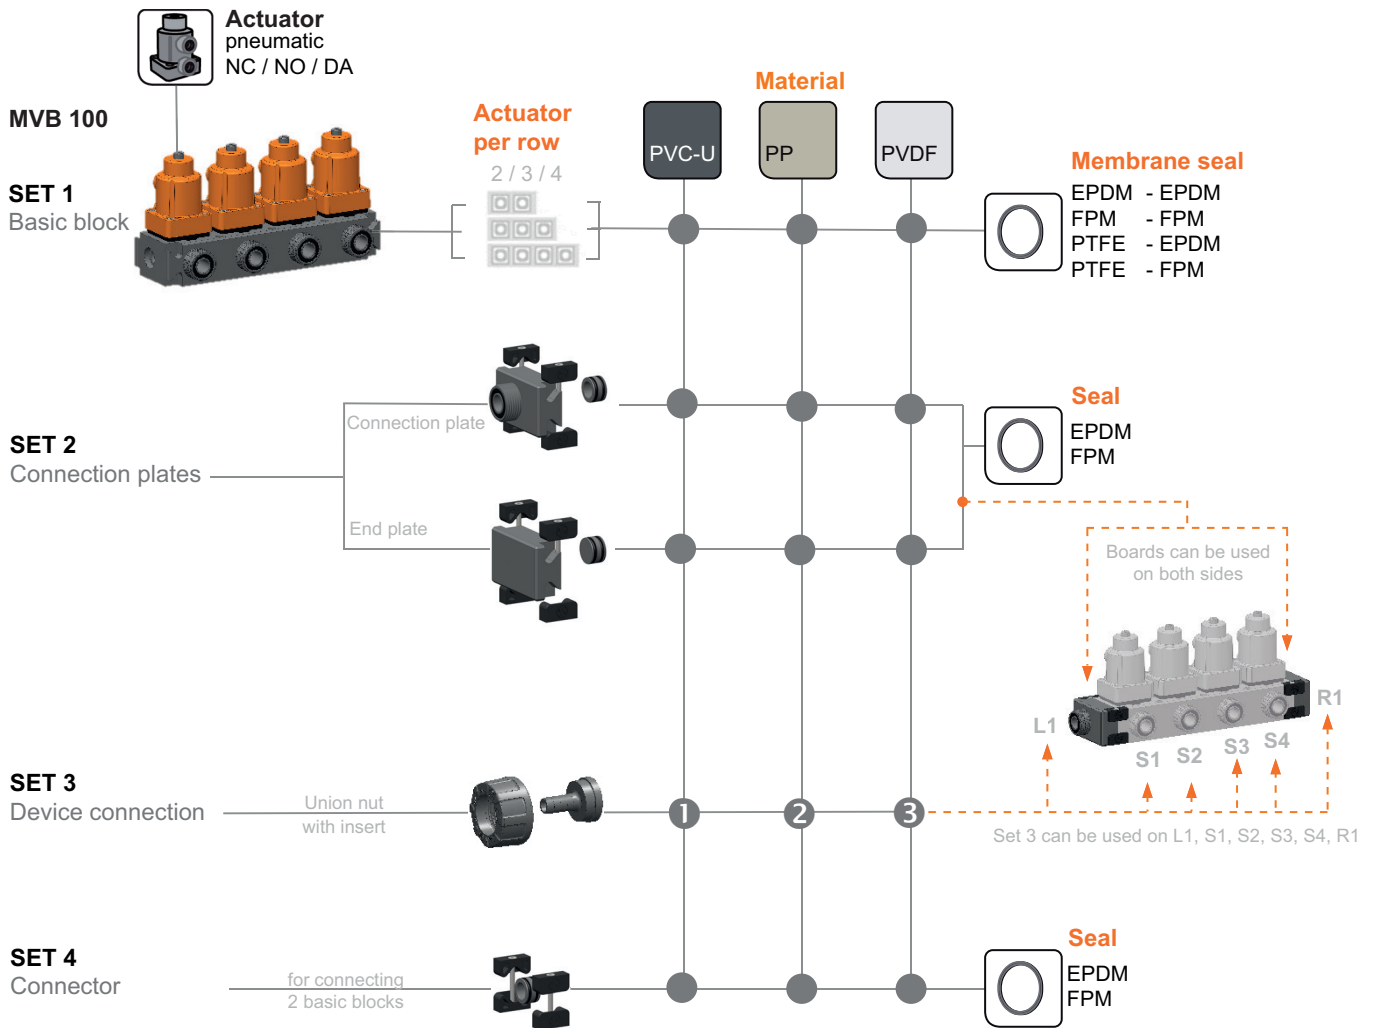 Actuator
pneumatic
NC / NO / DA
MVB 100
SET 1
Basic block
Actuator
per row
2 / 3 / 4
Material
PVC-U
PP
PVDF
Membrane seal
EPDM - EPDM
FPM - FPM
PTFE - EPDM
PTFE - FPM
SET 2
Connection plates
Connection plate
End plate
Seal
EPDM
FPM
Boards can be used
on both sides
L1
S1
S2
S3
S4
R1
SET 3
Device connection
Union nut
with insert
1
2
3
Set 3 can be used on L1, S1, S2, S3, S4, R1
SET 4
Connector
for connecting
2 basic blocks
Seal
EPDM
FPM